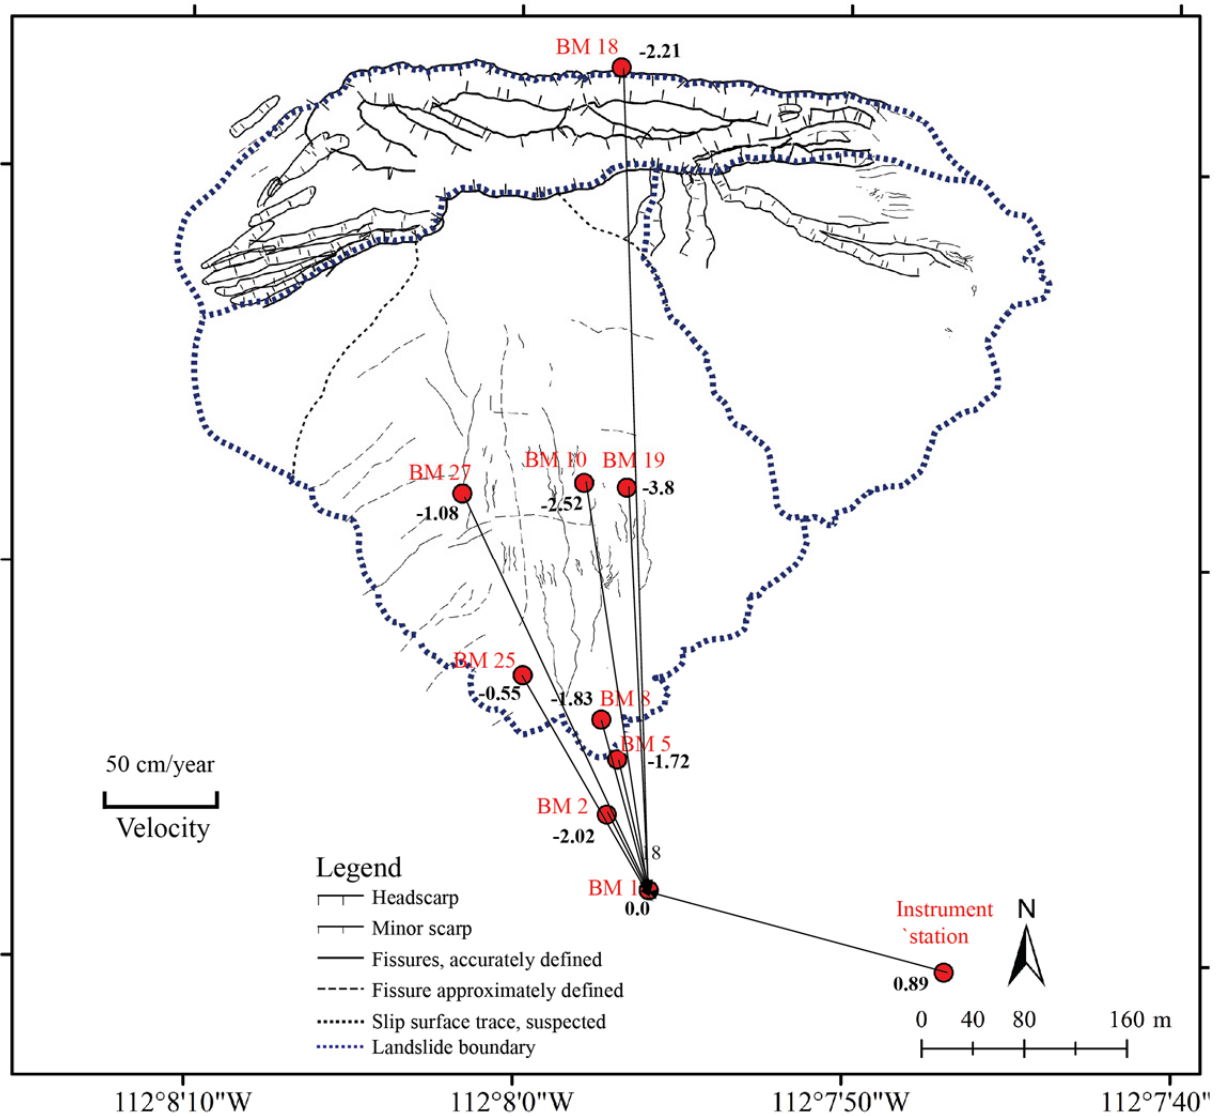 BM 18
-2.21
BM 27
BM 10
BM 19
-1.08
-2.52
-3.8
BM 25
-0.55
-1.83
BM 8
BM 5
-1.72
50 cm/year
Velocity
BM 2
-2.02
18
BM 1
0.0
Legend
Headscarp
Minor scarp
Fissures, accurately defined
Fissure approximately defined
Slip surface trace, suspected
Landslide boundary
Instrument
`station
0.89
N
0 40 80 160 m
112°8'10"W 112°8'0"W 112°7'50"W 112°7'40"